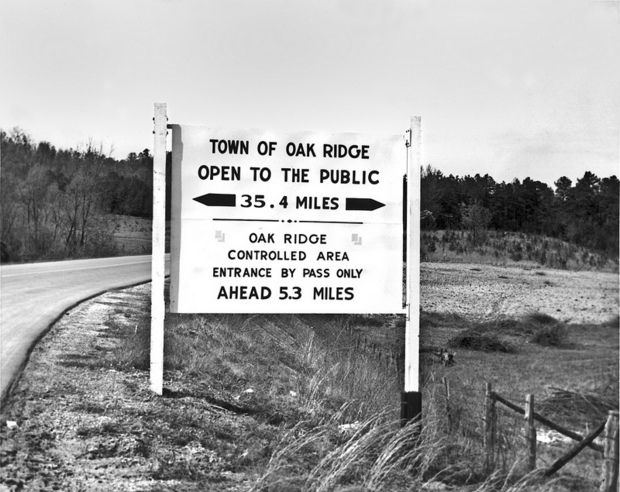 TOWN OF OAK RIDGE
OPEN TO THE PUBLIC
35.4 MILES
OAK RIDGE
CONTROLLED AREA
ENTRANCE BY PASS ONLY
AHEAD 5.3 MILES